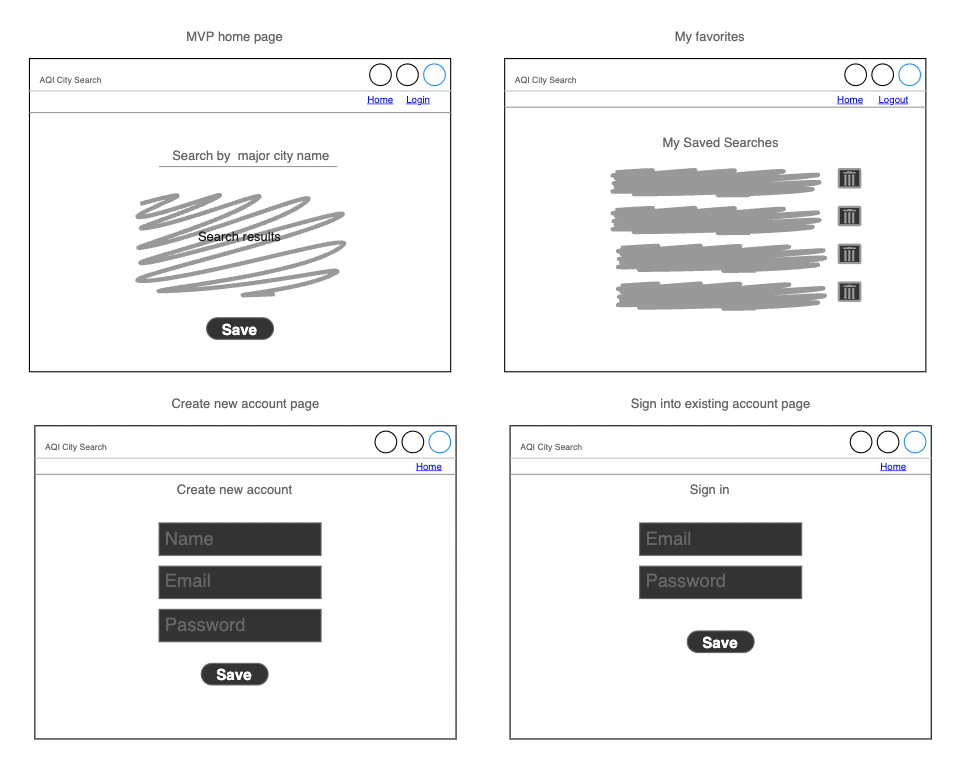 MVP home page
AQI City Search
Home Login
Search by major city name
Search results
Save
My favorites
AQI City Search
Home Logout
My Saved Searches
Create new account page
AQI City Search
Home
Create new account
Name
Email
Password
Save
Sign into existing account page
AQI City Search
Home
Sign in
Email
Password
Save